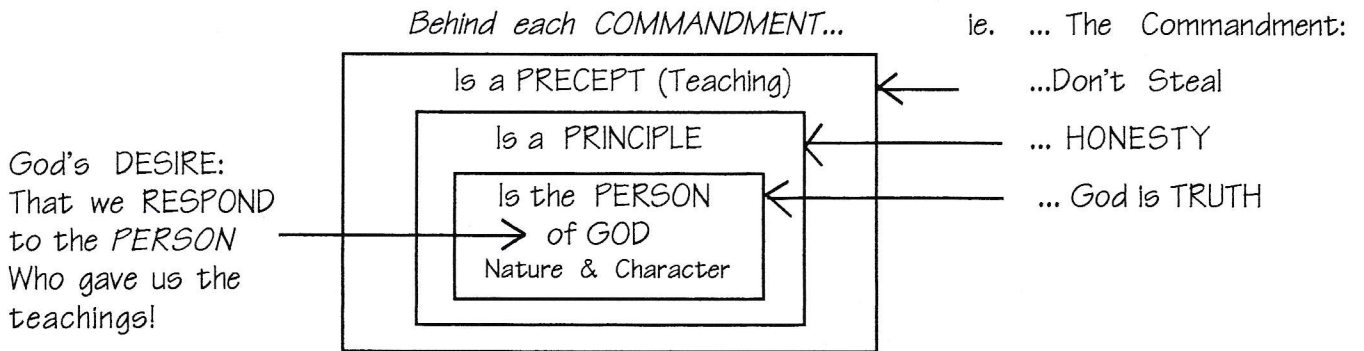 Behind each COMMANDMENT...
ie. ... The Commandment:
Is a PRECEPT (Teaching)
...Don't Steal
Is a PRINCIPLE
... HONESTY
Is the PERSON
of GOD
Nature & Character
... God is TRUTH
God's DESIRE:
That we RESPOND
to the PERSON
Who gave us the
teachings!